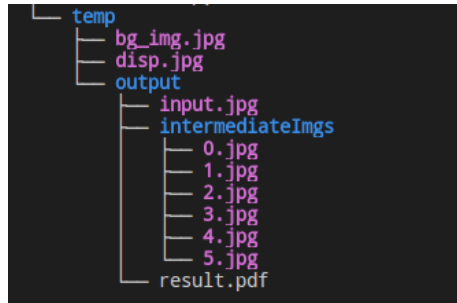 temp
bg_img.jpg
disp.jpg
output
input.jpg
intermediateImgs
0.jpg
1.jpg
2.jpg
3.jpg
4.jpg
5.jpg
result.pdf